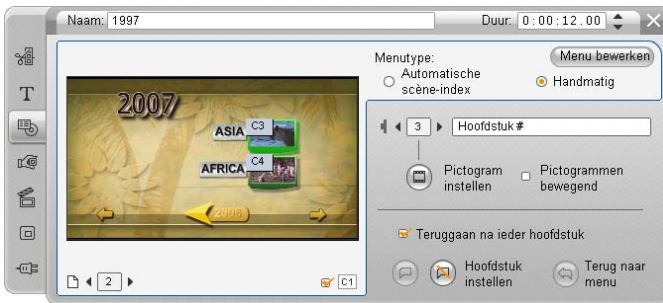 Naam: 1997
Duur: 0:00:12.00
T
2007
ASIA C3
AFRICA C4
2006
2
C1
Menutype:
Menu bewerken
Automatische
scène-index
Handmatig
3 Hoofdstuk#
Pictogram
instellen
Pictogrammen
bewegend
Teruggaan na ieder hoofdstuk
Hoofdstuk
instellen
Terug naar
menu